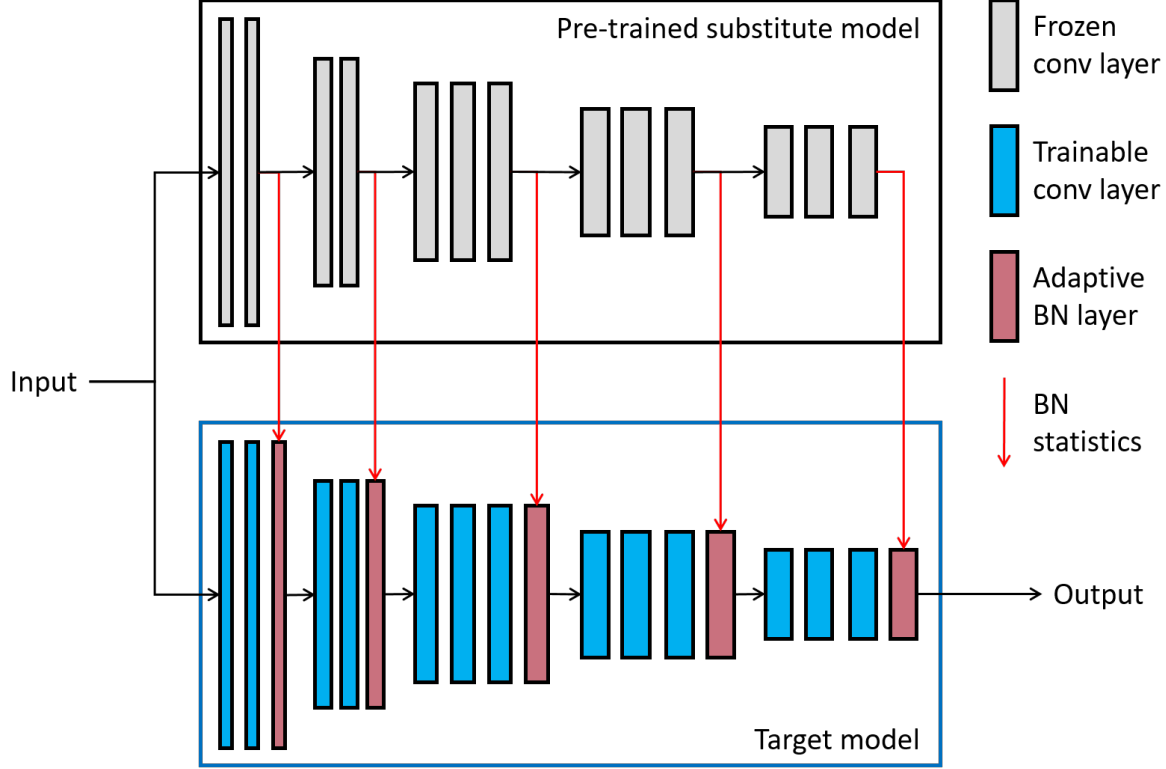 Pre-trained substitute model
Frozen
conv layer
Trainable
conv layer
Adaptive
BN layer
BN
statistics
Input
Output
Target model